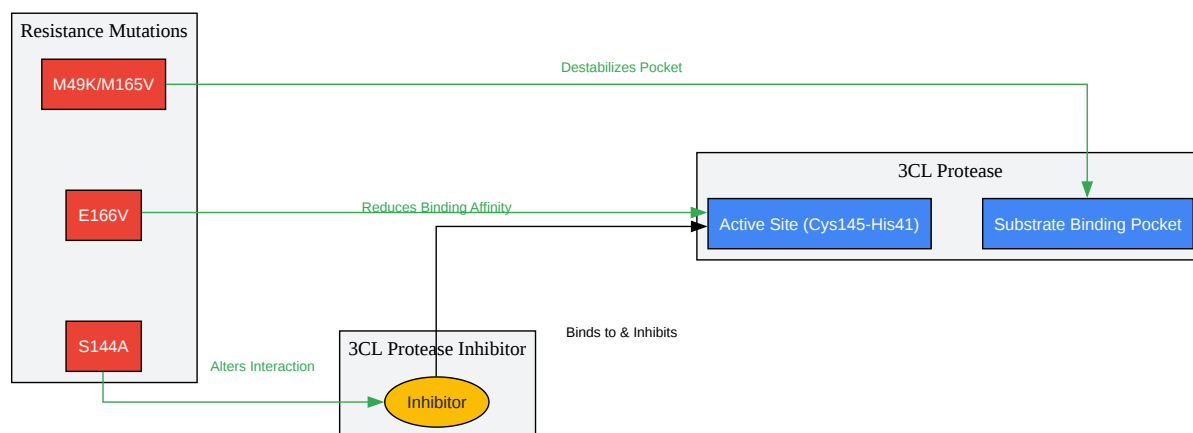 Resistance Mutations
M49K/M165V
Destabilizes Pocket
3CL Protease
E166V
Reduces Binding Affinity
Active Site (Cys145-His41)
Substrate Binding Pocket
S144A
Alters Interaction
3CL Protease Inhibitor
Inhibitor
Binds to & Inhibits